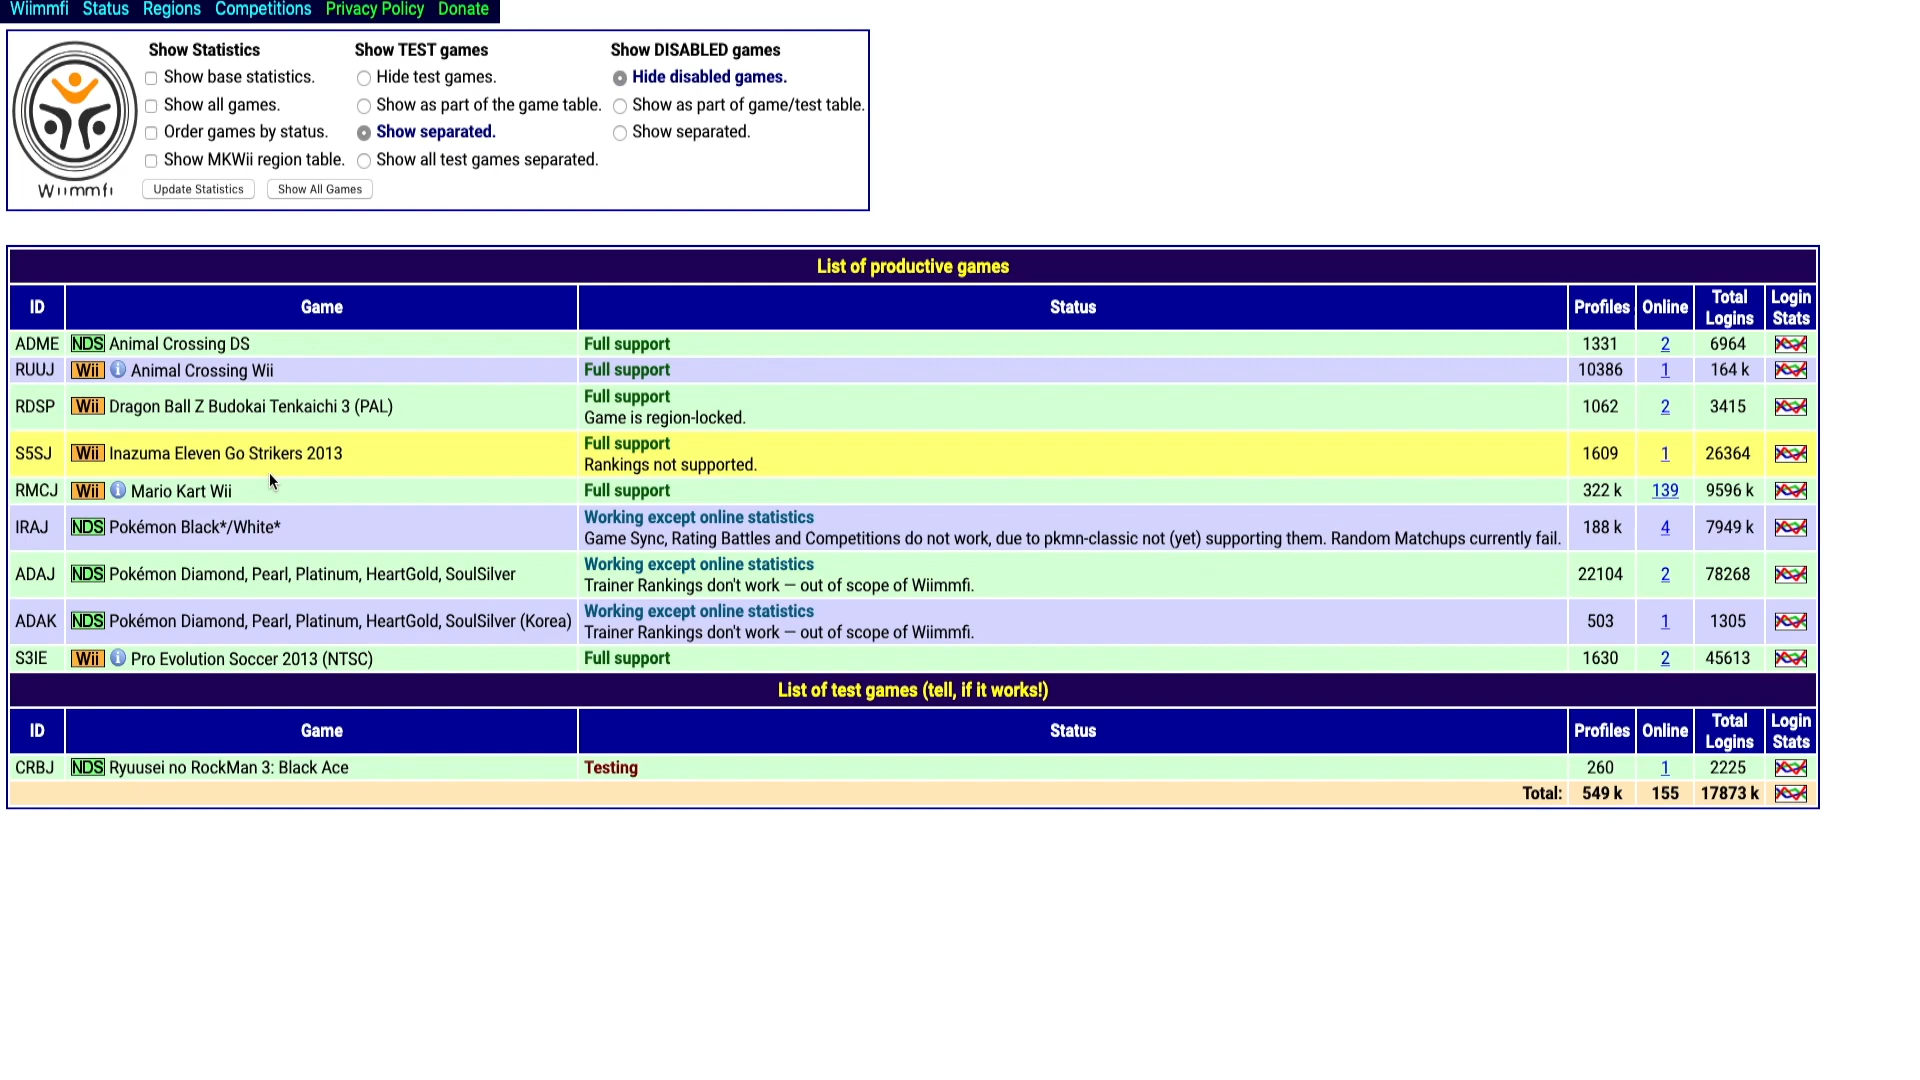 Wiimmfi Status Regions Competitions Privacy Policy Donate
Show Statistics Show TEST games Show DISABLED games
Show base statistics. Hide test games. Hide disabled games.
Show all games. Show as part of the game table. Show as part of game/test table.
Order games by status. Show separated. Show separated.
Show MKWii region table. Show all test games separated.
Wiimmfi Update Statistics Show All Games
List of productive games
ID Game Status Profiles Online Total Logins Login Stats
ADME NDS Animal Crossing DS Full support 1331 2 6964
RUUJ Wii i Animal Crossing Wii Full support 10386 1 164 k
RDSP Wii Dragon Ball Z Budokai Tenkaichi 3 (PAL) Full support 1062 2 3415
Game is region-locked.
S5SJ Wii Inazuma Eleven Go Strikers 2013 Full support 1609 1 26364
Rankings not supported.
RMCJ Wii i Mario Kart Wii Full support 322 k 139 9596 k
IRAJ NDS Pokémon Black*/White* Working except online statistics 188 k 4 7949 k
Game Sync, Rating Battles and Competitions do not work, due to pkmn-classic not (yet) supporting them. Random Matchups currently fail.
ADAJ NDS Pokémon Diamond, Pearl, Platinum, HeartGold, SoulSilver Working except online statistics 22104 2 78268
Trainer Rankings don't work — out of scope of Wiimmfi.
ADAK NDS Pokémon Diamond, Pearl, Platinum, HeartGold, SoulSilver (Korea) Working except online statistics 503 1 1305
Trainer Rankings don't work — out of scope of Wiimmfi.
S3IE Wii i Pro Evolution Soccer 2013 (NTSC) Full support 1630 2 45613
List of test games (tell, if it works!)
ID Game Status Profiles Online Total Logins Login Stats
CRBJ NDS Ryuusei no RockMan 3: Black Ace Testing 260 1 2225
Total: 549 k 155 17873 k